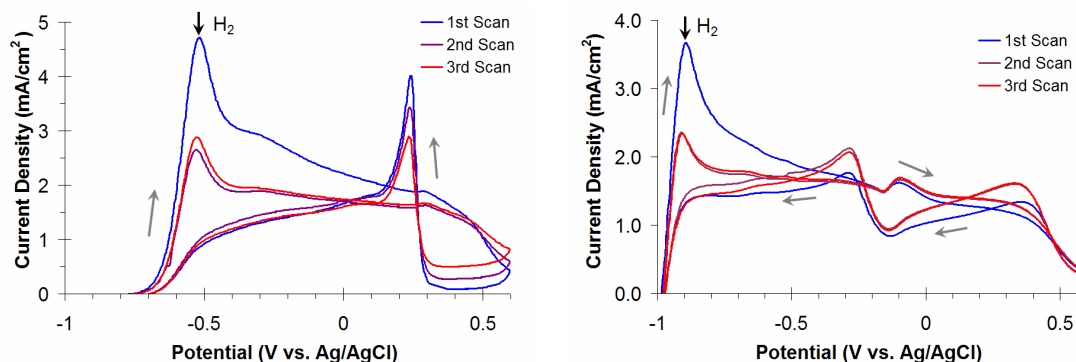 H2
1st Scan
2nd Scan
3rd Scan
5
4
3
2
1
0
-1
-0.5
0
0.5
Current Density (mA/cm2)
Potential (V vs. Ag/AgCl)
4.0
H2
1st Scan
2nd Scan
3rd Scan
3.0
2.0
1.0
0.0
-1
-0.5
0
0.5
Current Density (mA/cm2)
Potential (V vs. Ag/AgCl)